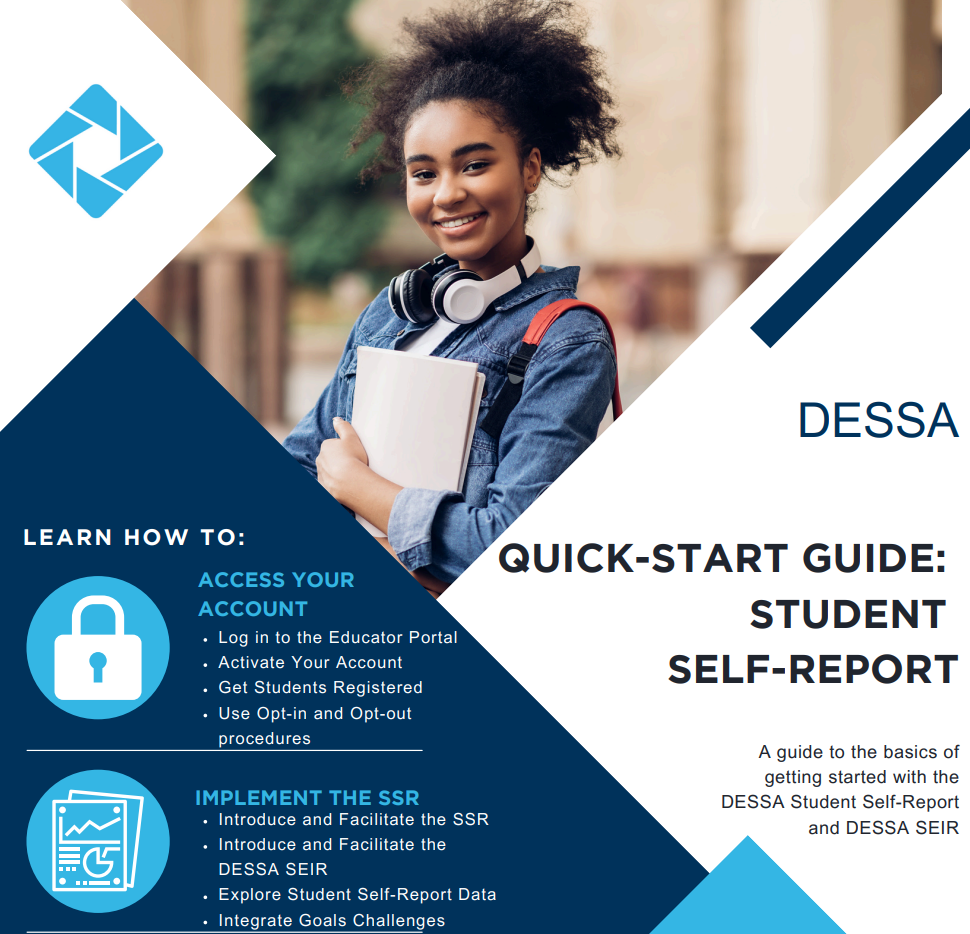 DESSA
QUICK-START GUIDE:
STUDENT
SELF-REPORT
A guide to the basics of
getting started with the
DESSA Student Self-Report
and DESSA SEIR
LEARN HOW TO:
ACCESS YOUR
ACCOUNT
• Log in to the Educator Portal
• Activate Your Account
• Get Students Registered
• Use Opt-in and Opt-out
procedures
IMPLEMENT THE SSR
• Introduce and Facilitate the SSR
• Introduce and Facilitate the
DESSA SEIR
• Explore Student Self-Report Data
• Integrate Goals Challenges